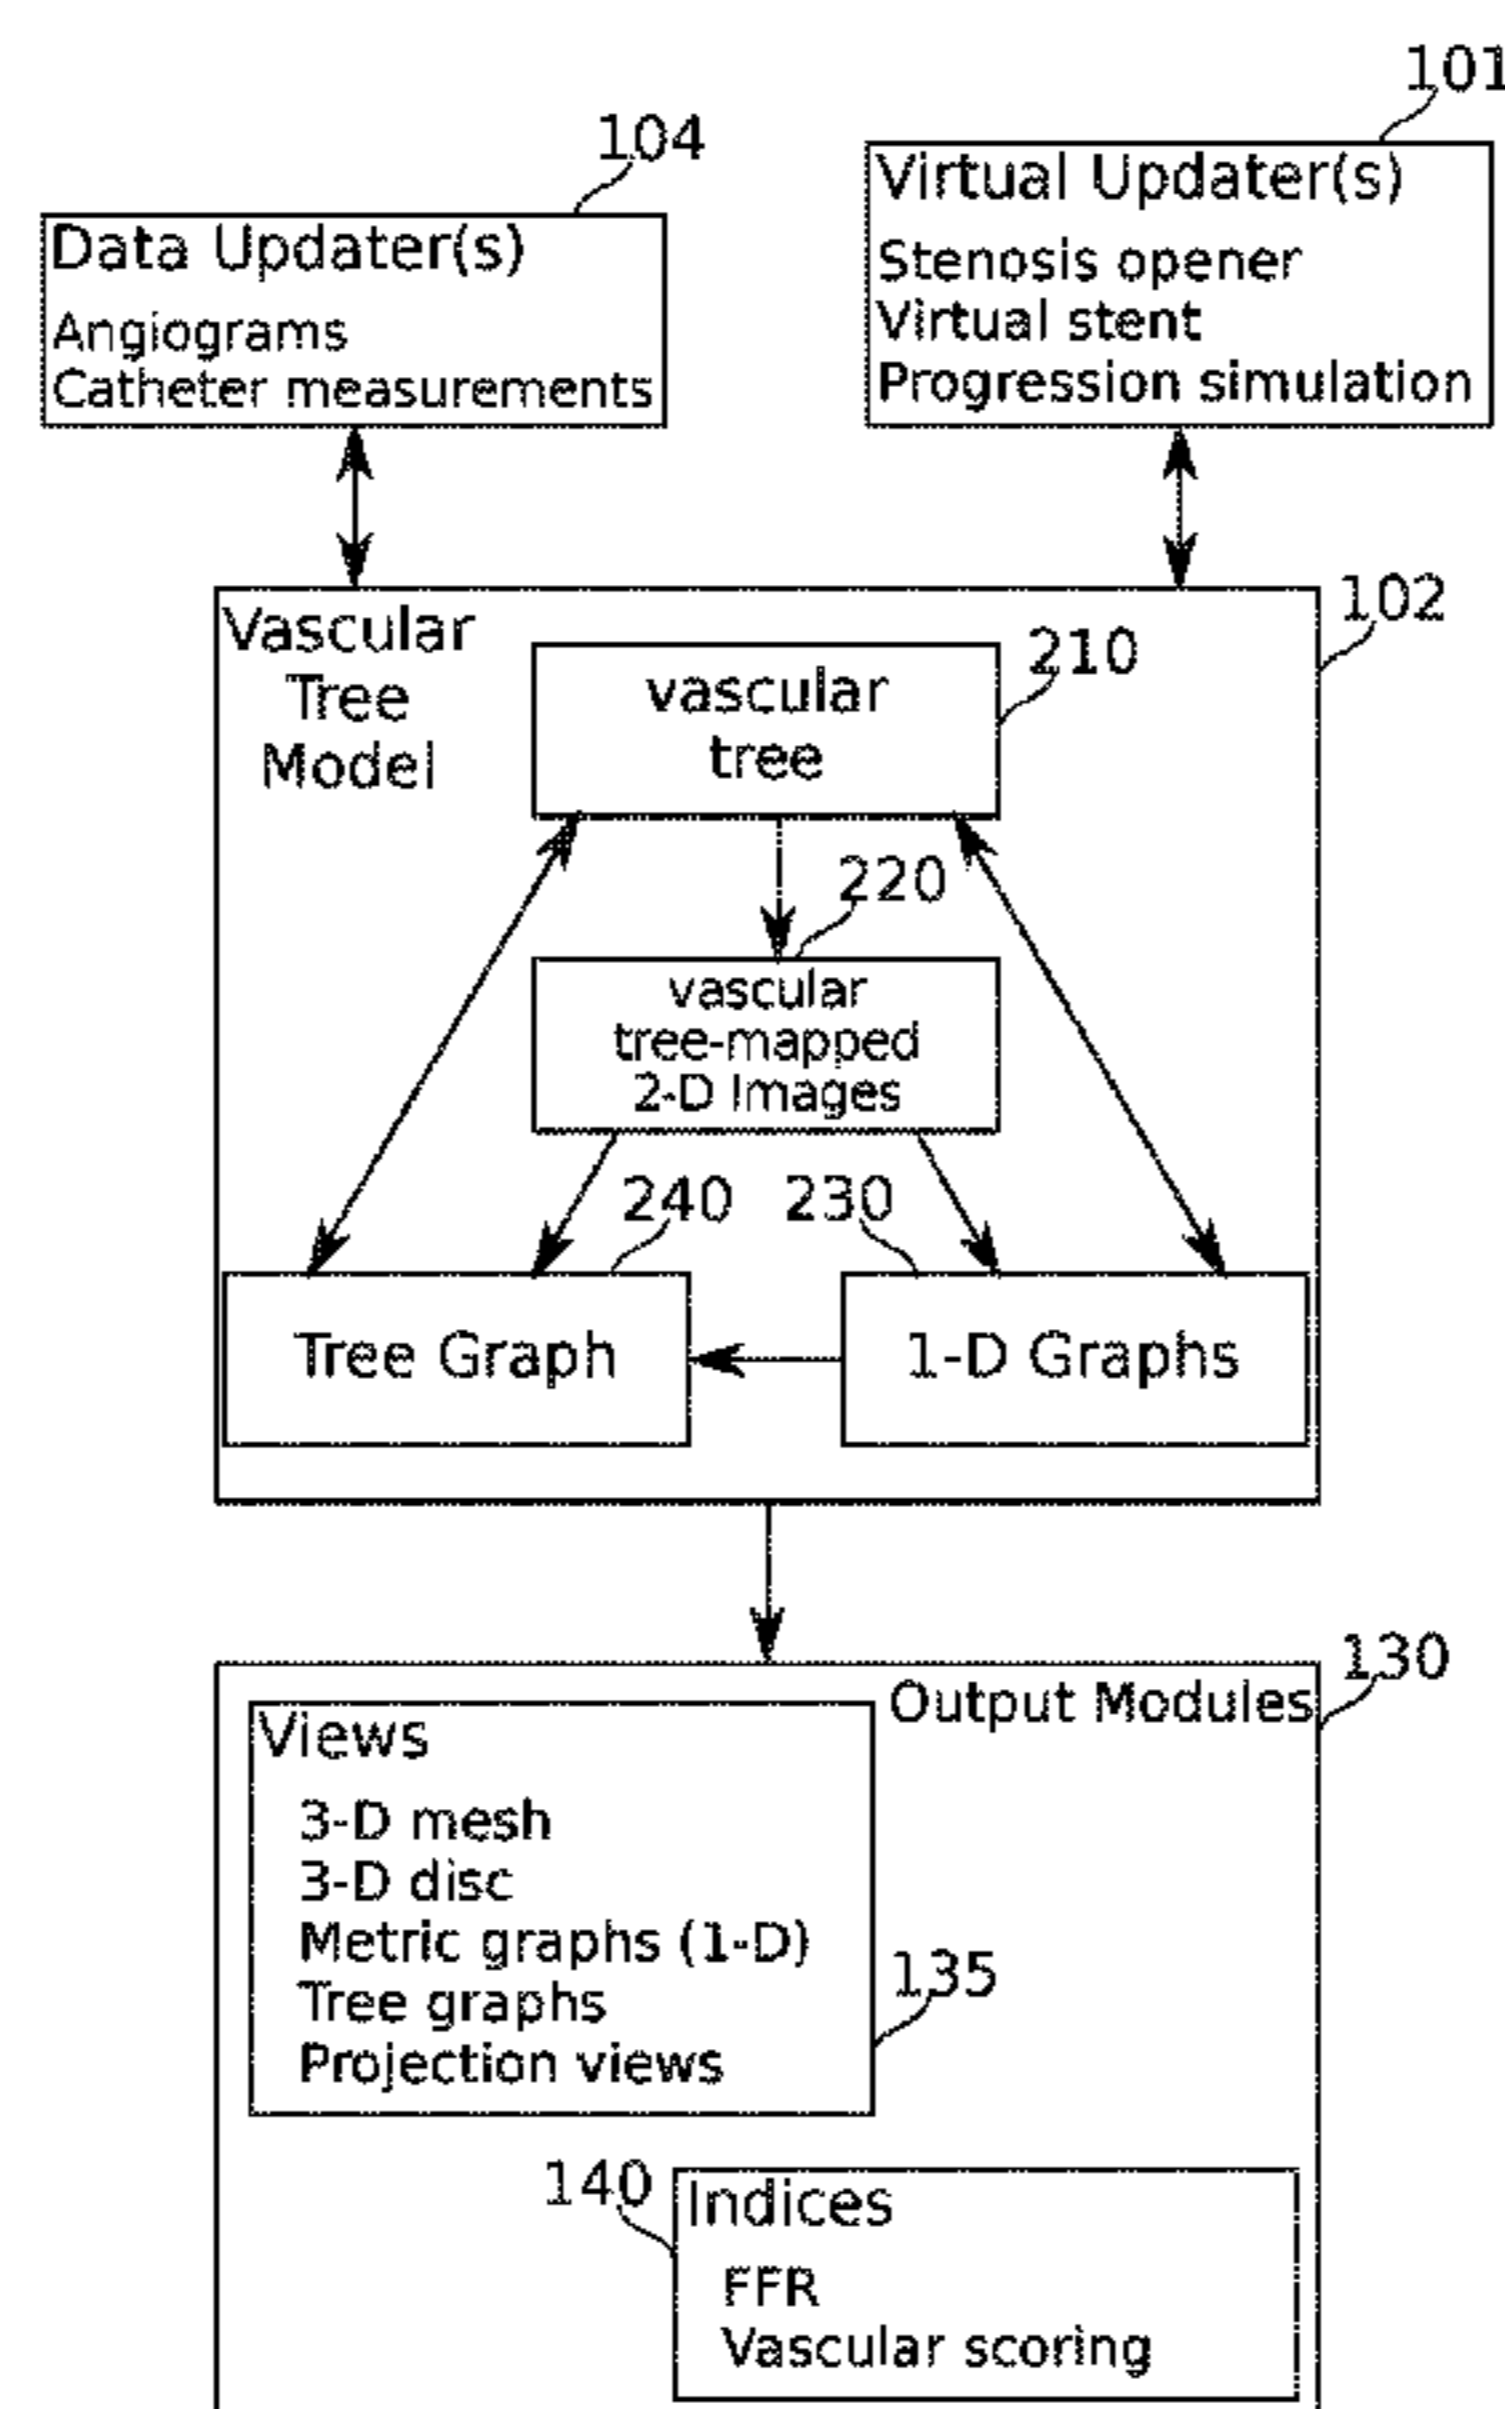 101
104
Virtual Updater(s)
Stenosis opener
Virtual stent
Progression simulation
Data Updater(s)
Angiograms
Catheter measurements
102
Vascular
Tree
Model
210
vascular
tree
220
vascular
tree-mapped
2-D Images
240
230
Tree Graph
1-D Graphs
130
Output Modules
Views
3-D mesh
3-D disc
Metric graphs (1-D)
Tree graphs
Projection views
135
140
Indices
FFR
Vascular scoring